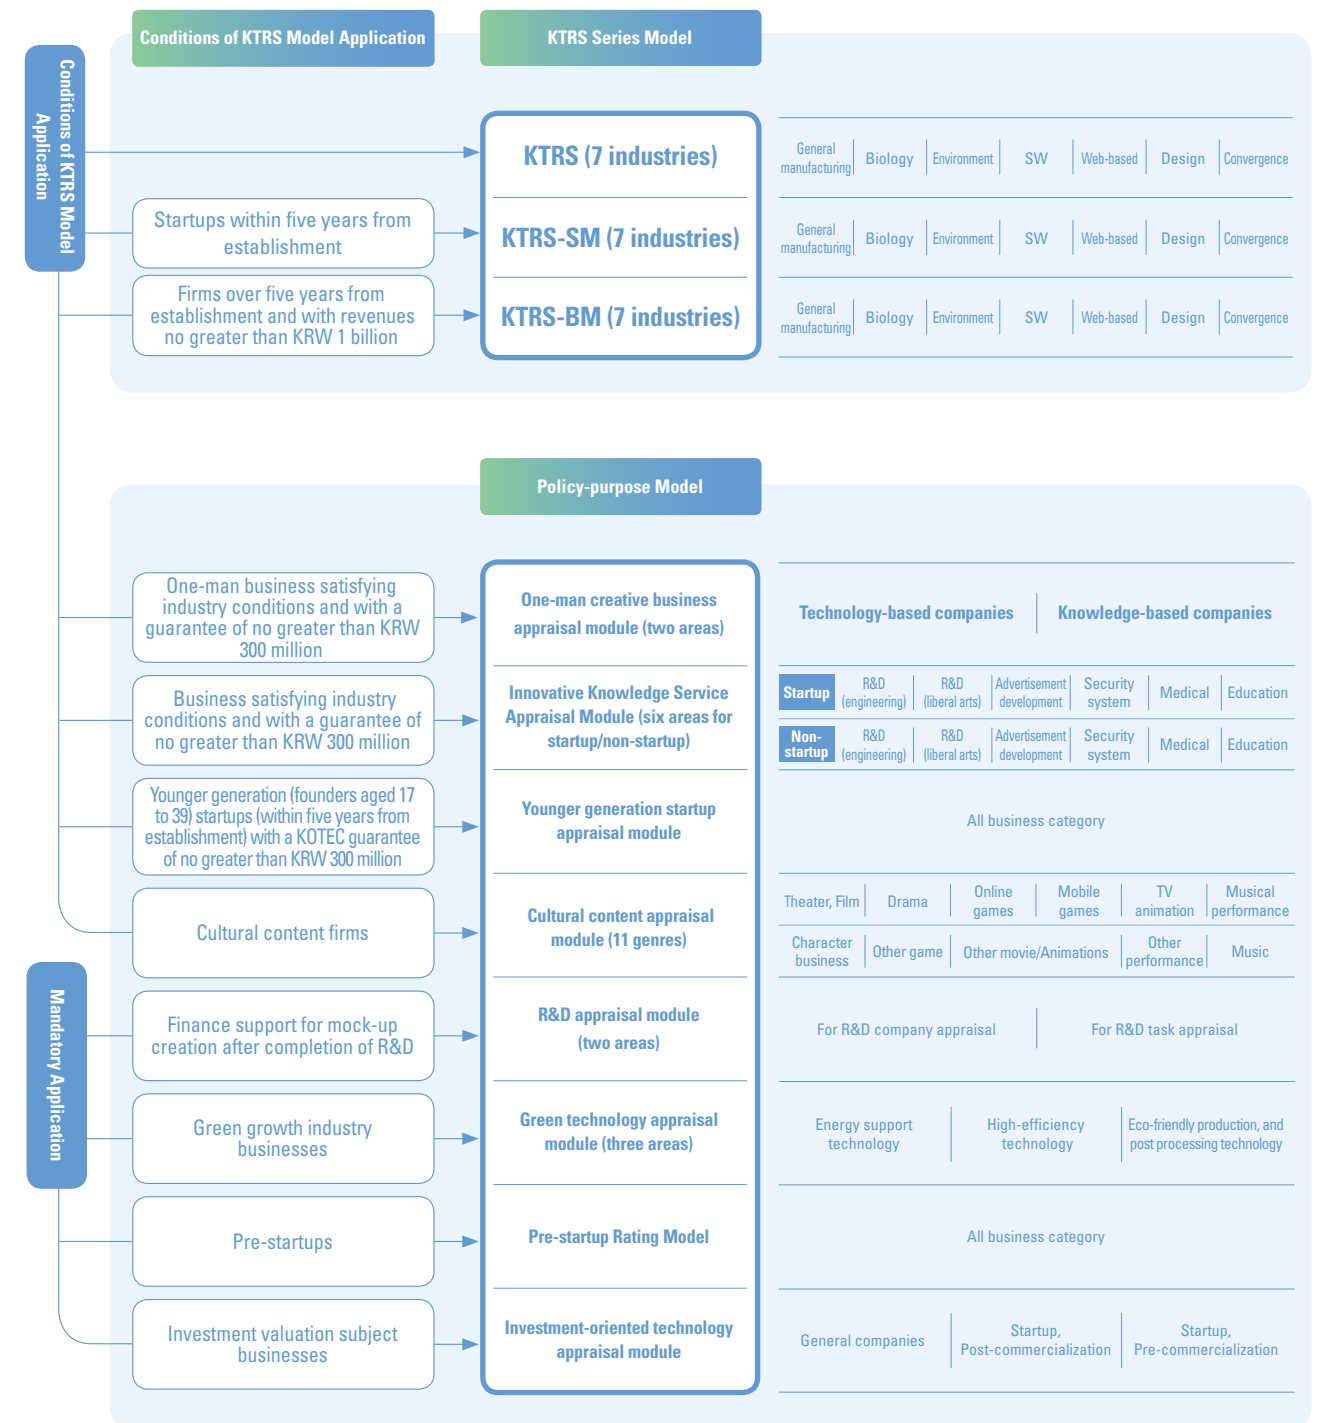 Conditions of KTRS Model Application
KTRS Series Model
Conditions of KTRS Model
Application
KTRS (7 industries)
General
manufacturing
Biology
Environment
SW
Web-based
Design
Convergence
Startups within five years from
establishment
KTRS-SM (7 industries)
General
manufacturing
Biology
Environment
SW
Web-based
Design
Convergence
Firms over five years from
establishment and with revenues
no greater than KRW 1 billion
KTRS-BM (7 industries)
General
manufacturing
Biology
Environment
SW
Web-based
Design
Convergence
Policy-purpose Model
One-man business satisfying
industry conditions and with a
guarantee of no greater than KRW
300 million
One-man creative business
appraisal module (two areas)
Technology-based companies
Knowledge-based companies
Business satisfying industry
conditions and with a guarantee of
no greater than KRW 300 million
Innovative Knowledge Service
Appraisal Module (six areas for
startup/non-startup)
Startup
R&D
(engineering)
R&D
(liberal arts)
Advertisement
development
Security
system
Medical
Education
Non-
startup
R&D
(engineering)
R&D
(liberal arts)
Advertisement
development
Security
system
Medical
Education
Younger generation (founders aged 17
to 39) startups (within five years from
establishment) with a KOTEC guarantee
of no greater than KRW 300 million
Younger generation startup
appraisal module
All business category
Cultural content firms
Cultural content appraisal
module (11 genres)
Theater, Film
Drama
Online
games
Mobile
games
TV
animation
Musical
performance
Character
business
Other game
Other movie/Animations
Other
performance
Music
Mandatory Application
Finance support for mock-up
creation after completion of R&D
R&D appraisal module
(two areas)
For R&D company appraisal
For R&D task appraisal
Green growth industry
businesses
Green technology appraisal
module (three areas)
Energy support
technology
High-efficiency
technology
Eco-friendly production, and
post processing technology
Pre-startups
Pre-startup Rating Model
All business category
Investment valuation subject
businesses
Investment-oriented technology
appraisal module
General companies
Startup,
Post-commercialization
Startup,
Pre-commercialization